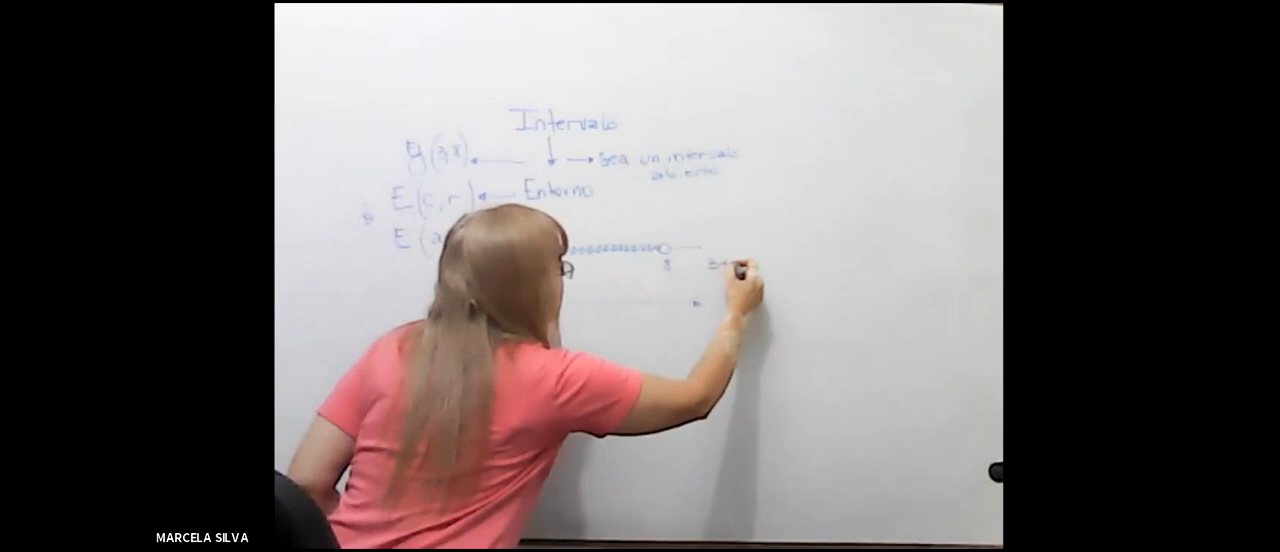 Intervalo
(3,8)
sea un intervalo
abierto
E(c, r) Entorno
E (
8
MARCELA SILVA